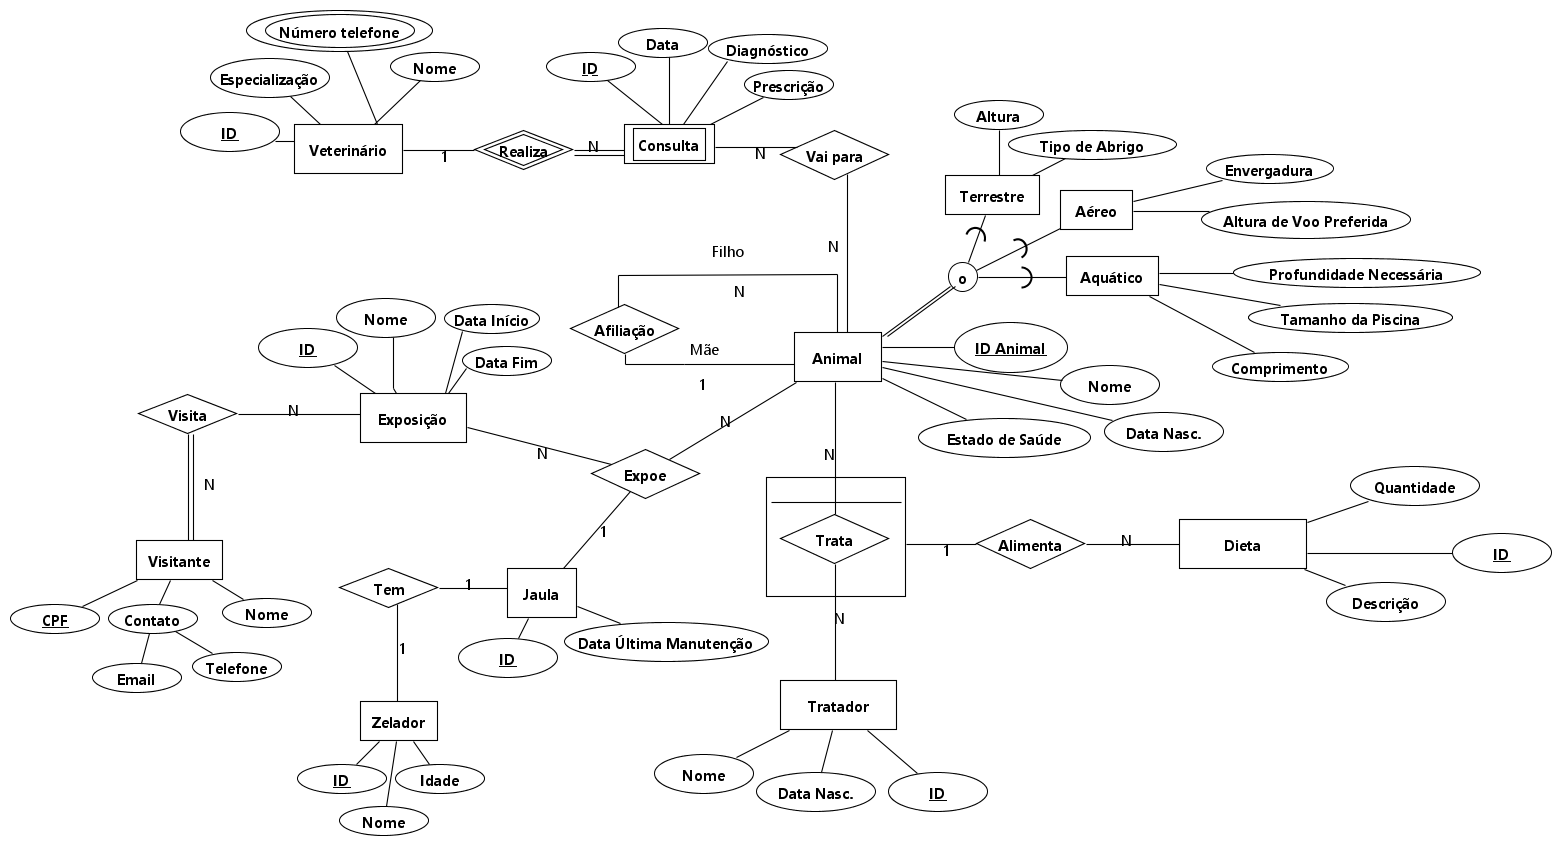 Número telefone
Especialização
Nome
ID
Veterinário
1
Realiza
N
ID
Data
Diagnóstico
Prescrição
Consulta
N
Vai para
N
Altura
Tipo de Abrigo
Terrestre
Envergadura
Aéreo
Altura de Voo Preferida
o
Aquático
Profundidade Necessária
Tamanho da Piscina
Comprimento
Filho
N
Afiliação
Mãe
1
Animal
ID Animal
Nome
Data Nasc.
Estado de Saúde
ID
Nome
Data Início
Data Fim
Exposição
N
Visita
N
N
Expoe
N
1
Visitante
CPF
Contato
Nome
Email
Telefone
Tem
1
1
Jaula
ID
Data Última Manutenção
Zelador
ID
Idade
Nome
N
Trata
N
1
Alimenta
N
Dieta
Quantidade
ID
Descrição
Tratador
Nome
Data Nasc.
ID